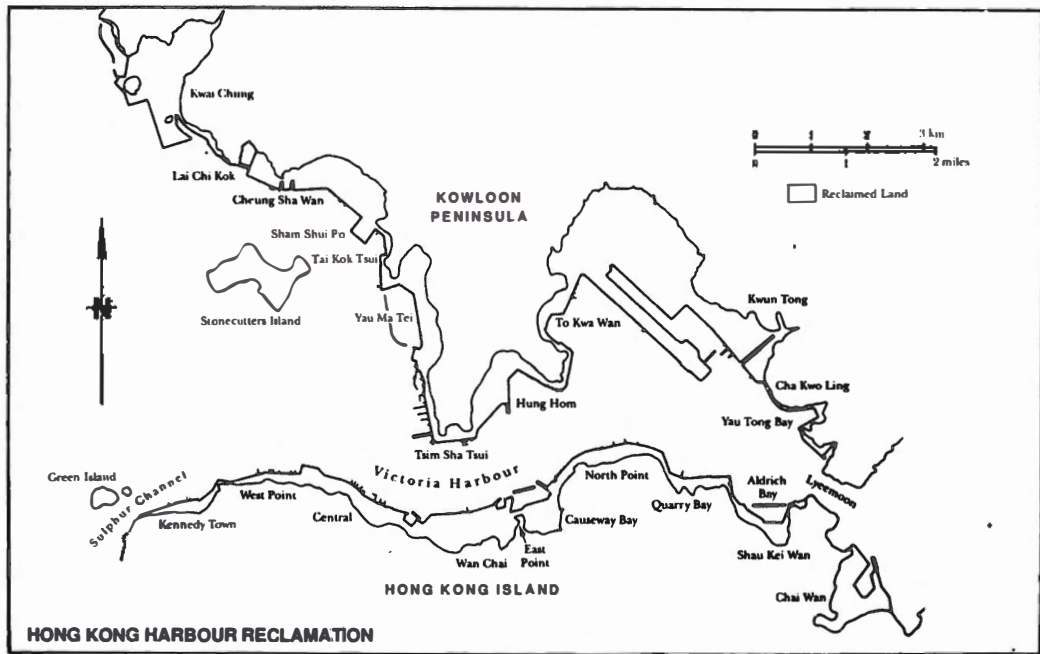 Kwai Chung
0 1 2 3 km
0 1 2 miles
Lai Chi Kok
Reclaimed Land
Cheung Sha Wan
KOWLOON
PENINSULA
Sham Shui Po
Tai Kok Tsui
N
Stonecutters Island
Yau Ma Tei
To Kwa Wan
Kwun Tong
Cha Kwo Ling
Hung Hom
Yau Tong Bay
Tsim Sha Tsui
Victoria Harbour
Green Island
Sulphur Channel
West Point
North Point
Aldrich
Bay
Lyeemoon
Kennedy Town
Central
Causeway Bay
Quarry Bay
East
Point
Wan Chai
Shau Kei Wan
HONG KONG ISLAND
Chai Wan
HONG KONG HARBOUR RECLAMATION